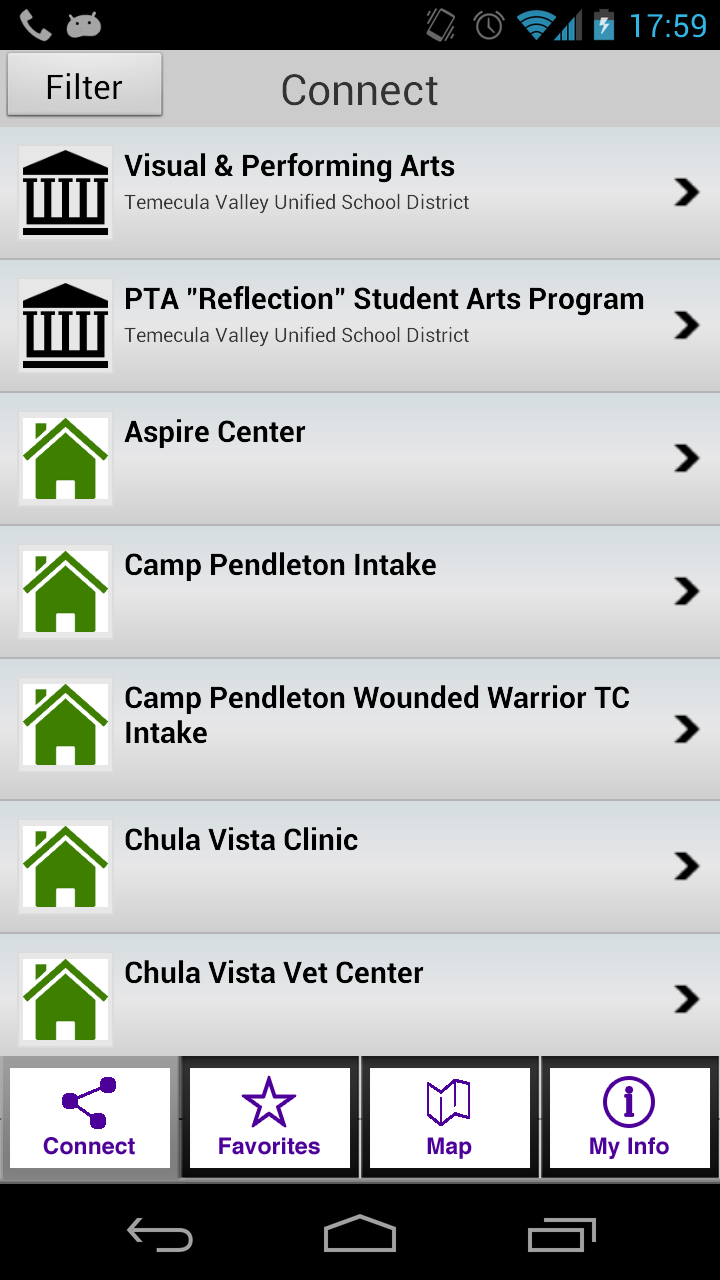 17:59
Filter
Connect
Visual & Performing Arts
Temecula Valley Unified School District
PTA "Reflection" Student Arts Program
Temecula Valley Unified School District
Aspire Center
Camp Pendleton Intake
Camp Pendleton Wounded Warrior TC
Intake
Chula Vista Clinic
Chula Vista Vet Center
Connect
Favorites
Map
My Info